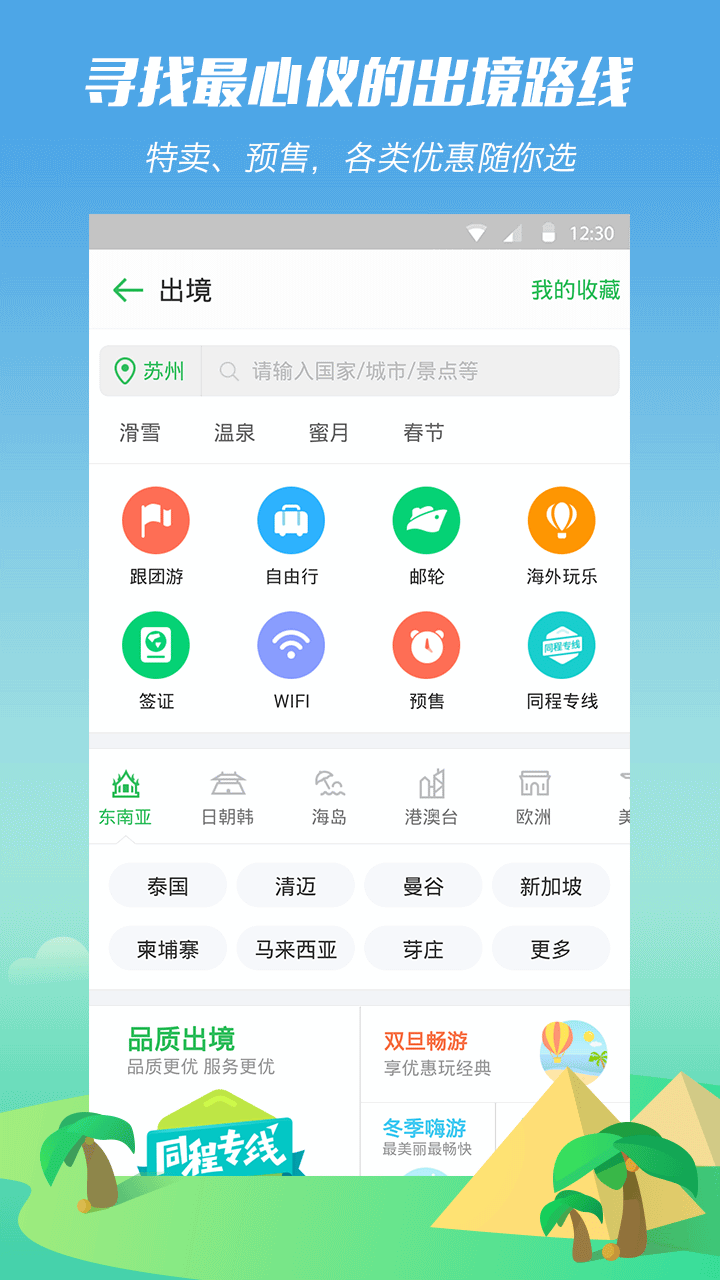 寻找最心仪的出境路线
特卖、预售，各类优惠随你选
12:30
出境 我的收藏
苏州 请输入国家/城市/景点等
滑雪 温泉 蜜月 春节
跟团游 自由行 邮轮 海外玩乐
同程专线
签证 WIFI 预售 同程专线
东南亚 日朝韩 海岛 港澳台 欧洲 美
泰国 清迈 曼谷 新加坡
柬埔寨 马来西亚 芽庄 更多
品质出境
品质更优 服务更优
同程专线
双旦畅游
享优惠玩经典
冬季嗨游
最美丽最畅快